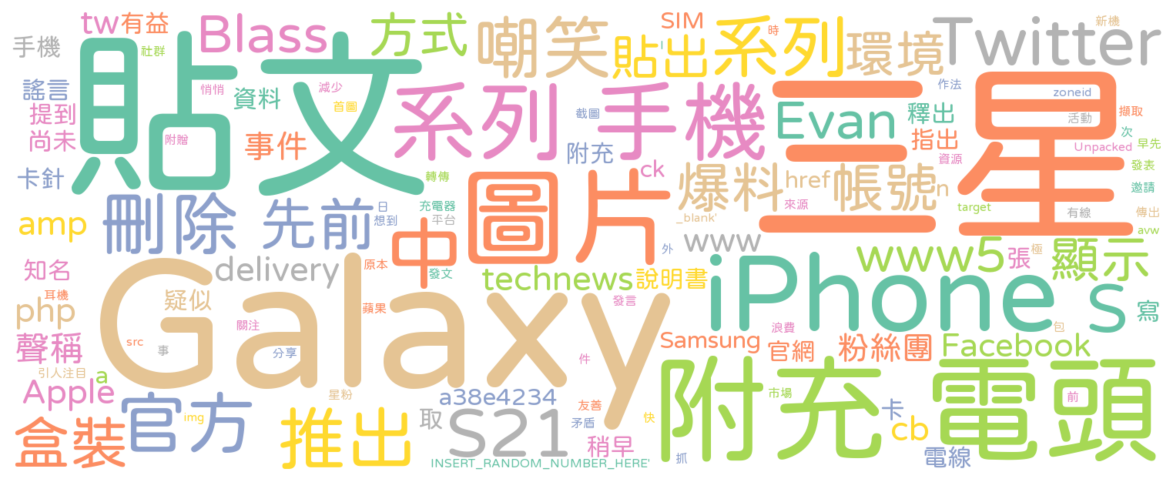 tw
有益
Blass
方式
嘲笑
SIM
系列
Twitter
新機
手機
社群
貼文
貼出
環境
時
謠言
悄悄
減少
資料
首圖
系列
手機
三星
作法
zoneid
提到
截圖
Evan
釋出
活動
擷取
尚未
附贈
事件
附充
指出
次
Unpacked
早先
卡針
轉傳
ck
爆料
href
帳號
n
資源
發表
邀請
amp
刪除
先前
日
想到
充電器
平台
圖片
_blank'
來源
target
有線
傳出
avw
中
外
www
www5
張
極
顯示
知名
delivery
原本
發文
technews
說明書
Galaxy
iPhone
s
php
耳機
疑似
蘋果
發言
寫
關注
浪費
包
聲稱
src
事
分享
件
Samsung
官網
粉絲團
Facebook
引人注目
a
Apple
星粉
a38e4234
友善
快
附充
市場
電頭
前
盒裝
官方
img
推出
取
S21
矛盾
稍早
卡
cb
抓
電線
INSERT_RANDOM_NUMBER_HERE'